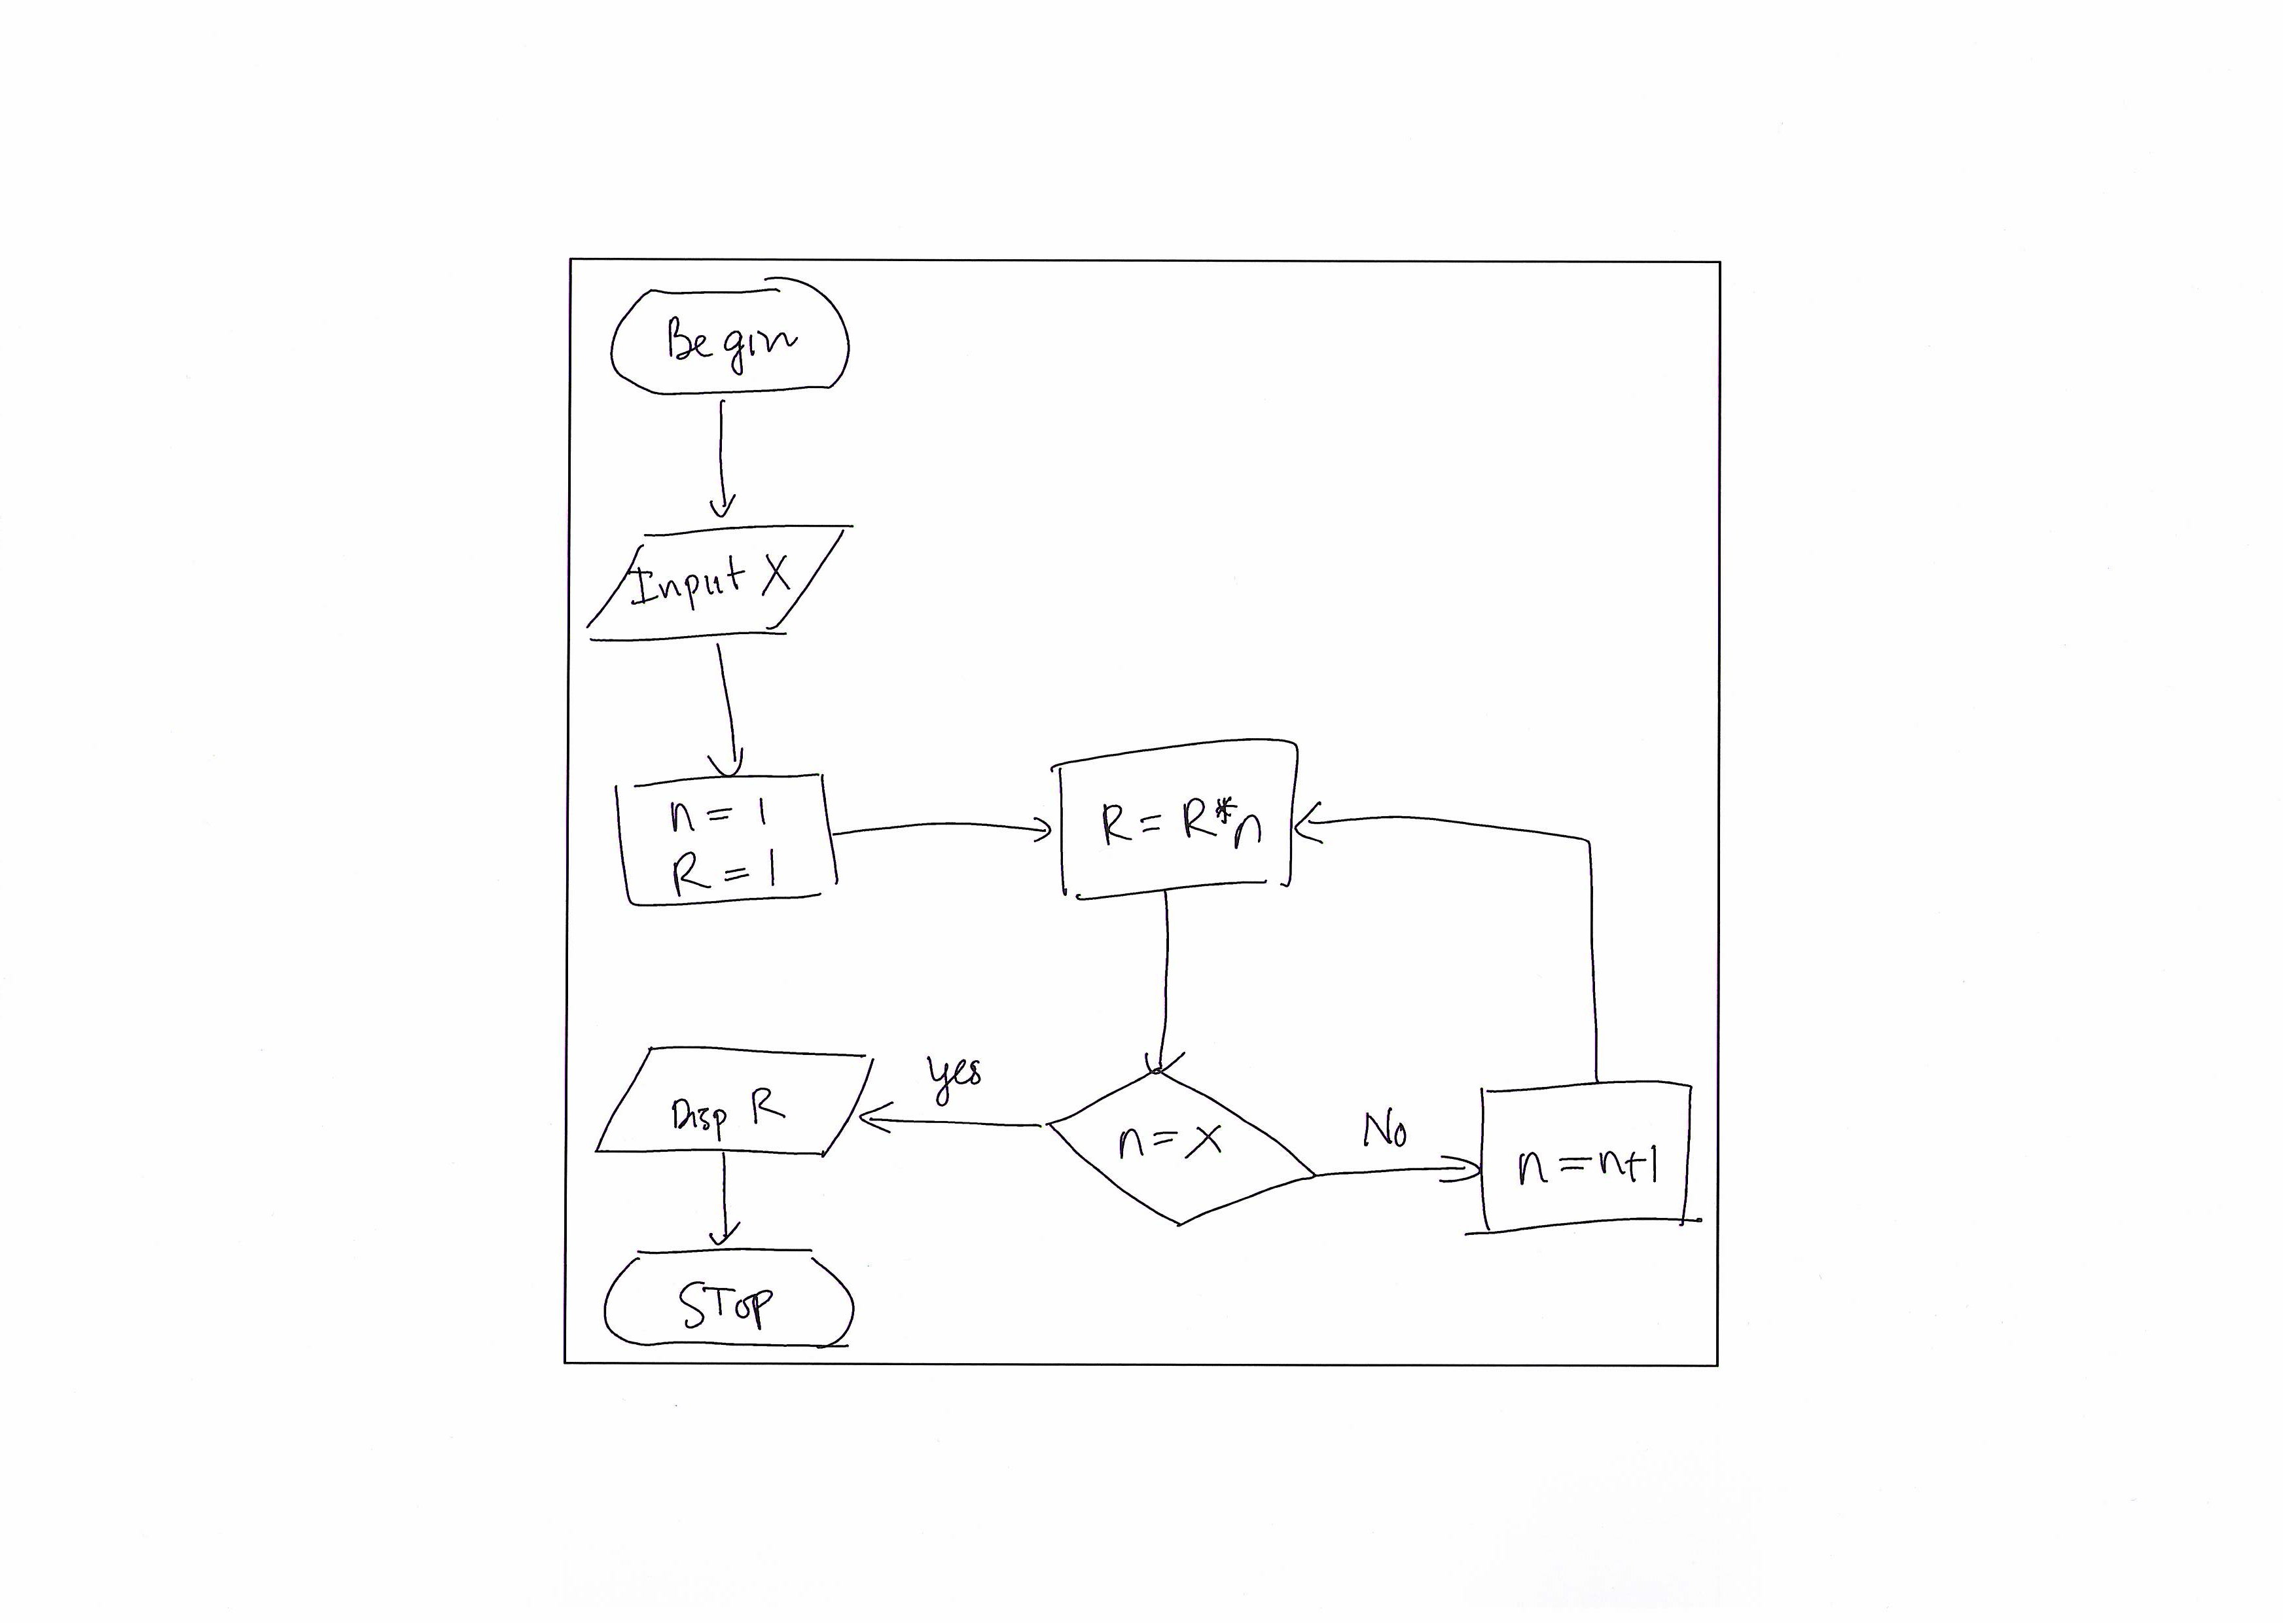 Begin
Input X
n = 1
R = 1
R = R*n
n = x
yes
No
n = n+1
Disp R
STOP